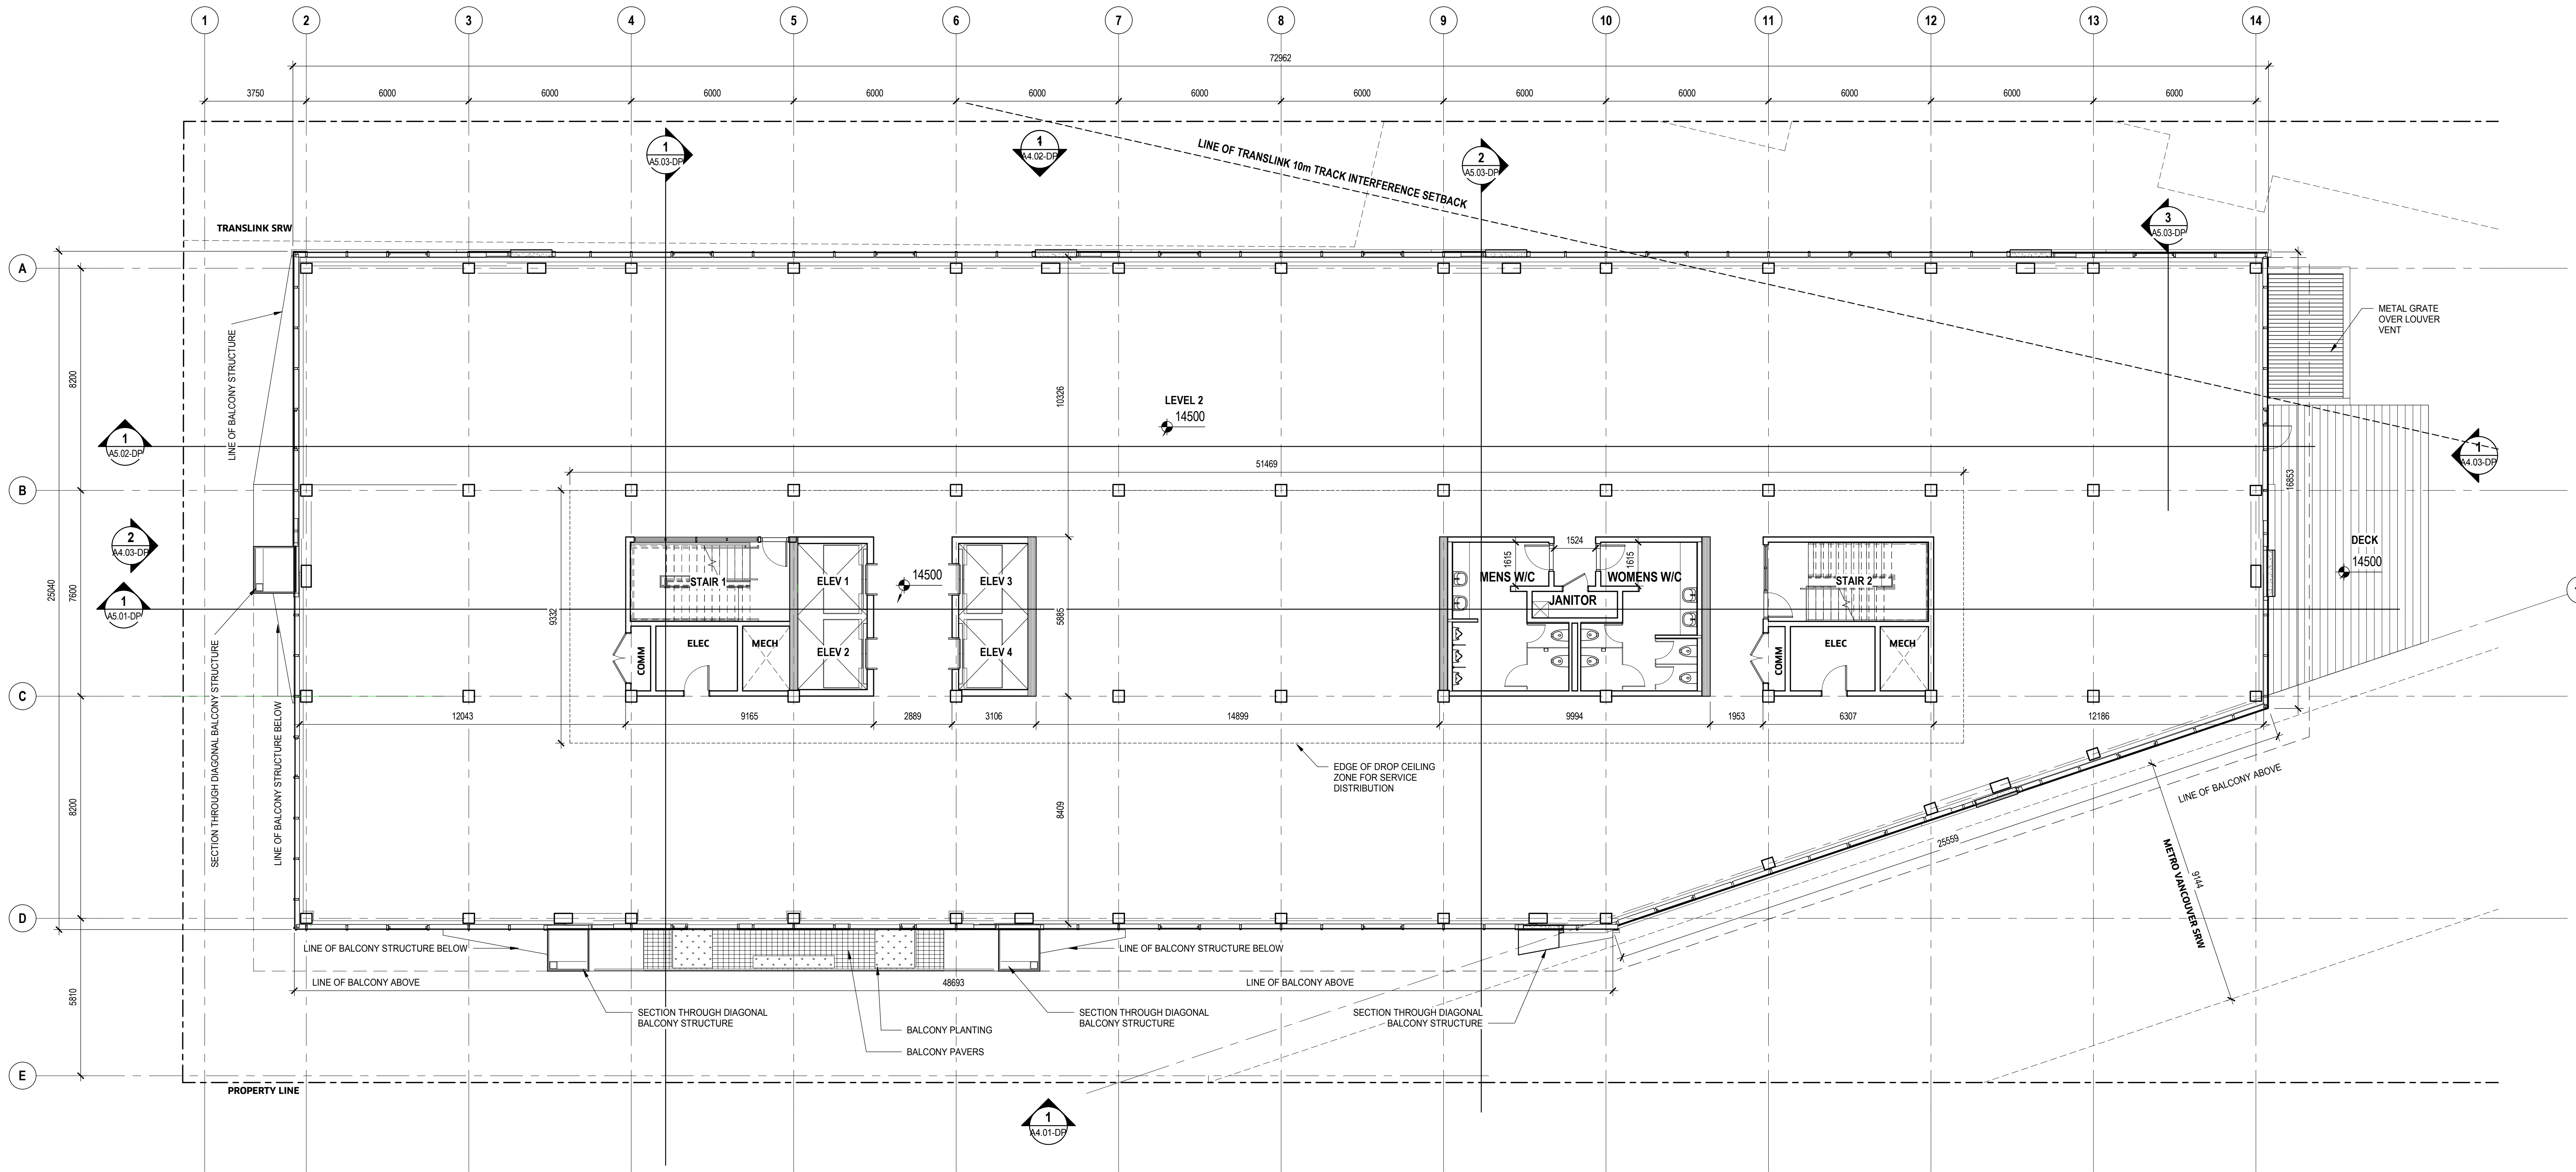 1 2 3 4 5 6 7 8 9 10 11 12 13 14
72962
3750 6000 6000 6000 6000 6000 6000 6000 6000 6000 6000 6000 6000
1
A5.03-DP
1
A4.02-DP
LINE OF TRANSLINK 10m TRACK INTERFERENCE SETBACK
2
A5.03-DP
3
A5.03-DP
TRANSLINK SRW
A
METAL GRATE
OVER LOUVER
VENT
LINE OF BALCONY STRUCTURE
8200
10326
LEVEL 2
14500
1
A5.02-DP
1
A4.03-DP
51469
16853
B
2
A4.03-DP
1
A5.01-DP
25040
7600
9332
STAIR 1
ELEV 1
14500
ELEV 3
5885
1524
1615
1615
MENS W/C
WOMENS W/C
JANITOR
STAIR 2
DECK
14500
COMM
ELEC
MECH
ELEV 2
ELEV 4
COMM
ELEC
MECH
C
SECTION THROUGH DIAGONAL BALCONY STRUCTURE
LINE OF BALCONY STRUCTURE BELOW
12043 9165 2889 3106 14899 9994 1953 6307 12186
EDGE OF DROP CEILING
ZONE FOR SERVICE
DISTRIBUTION
8200
8409
LINE OF BALCONY ABOVE
25559
METRO VANCOUVER SRW
9144
D
LINE OF BALCONY STRUCTURE BELOW
LINE OF BALCONY STRUCTURE BELOW
LINE OF BALCONY ABOVE
48693
LINE OF BALCONY ABOVE
5810
SECTION THROUGH DIAGONAL
BALCONY STRUCTURE
SECTION THROUGH DIAGONAL
BALCONY STRUCTURE
SECTION THROUGH DIAGONAL
BALCONY STRUCTURE
BALCONY PLANTING
BALCONY PAVERS
E
PROPERTY LINE
1
A4.01-DP